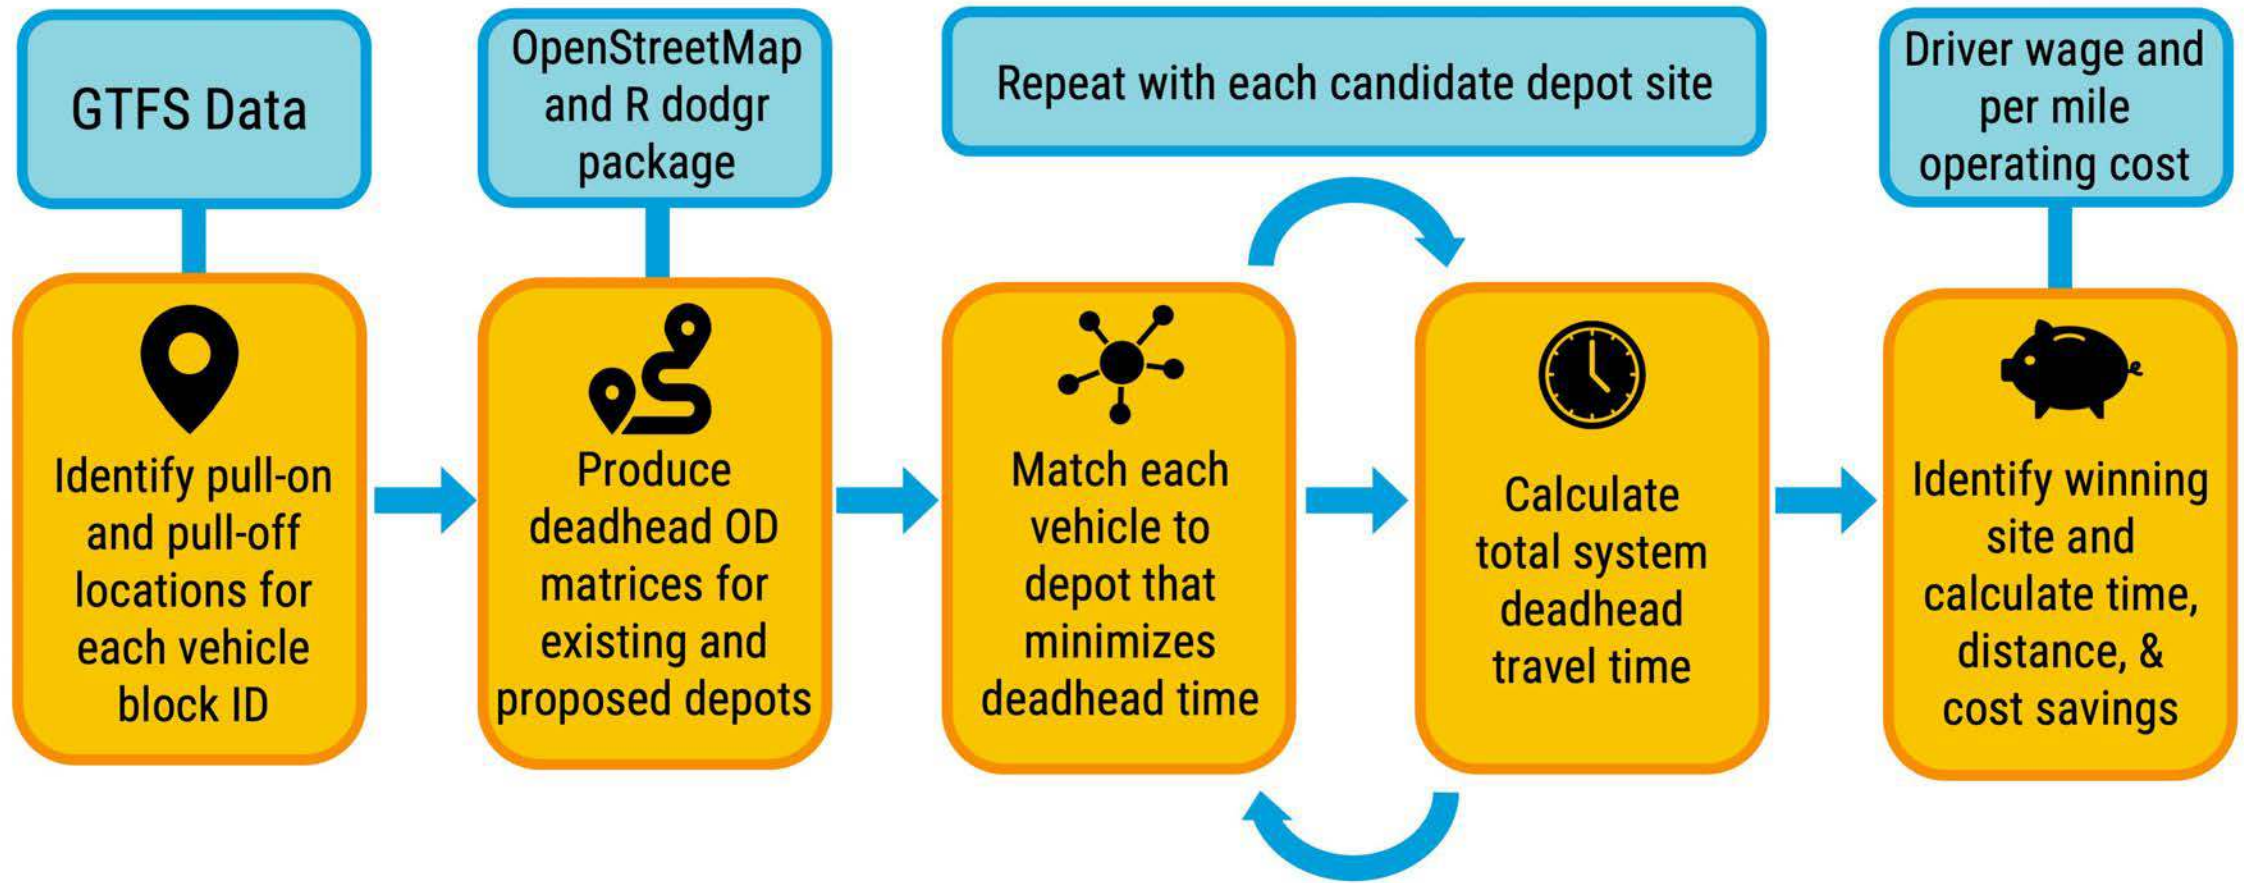 GTFS Data
OpenStreetMap
and R dodgr
package
Repeat with each candidate depot site
Driver wage and
per mile
operating cost
Identify pull-on
and pull-off
locations for
each vehicle
block ID
Produce
deadhead OD
matrices for
existing and
proposed depots
Match each
vehicle to
depot that
minimizes
deadhead time
Calculate
total system
deadhead
travel time
Identify winning
site and
calculate time,
distance, &
cost savings